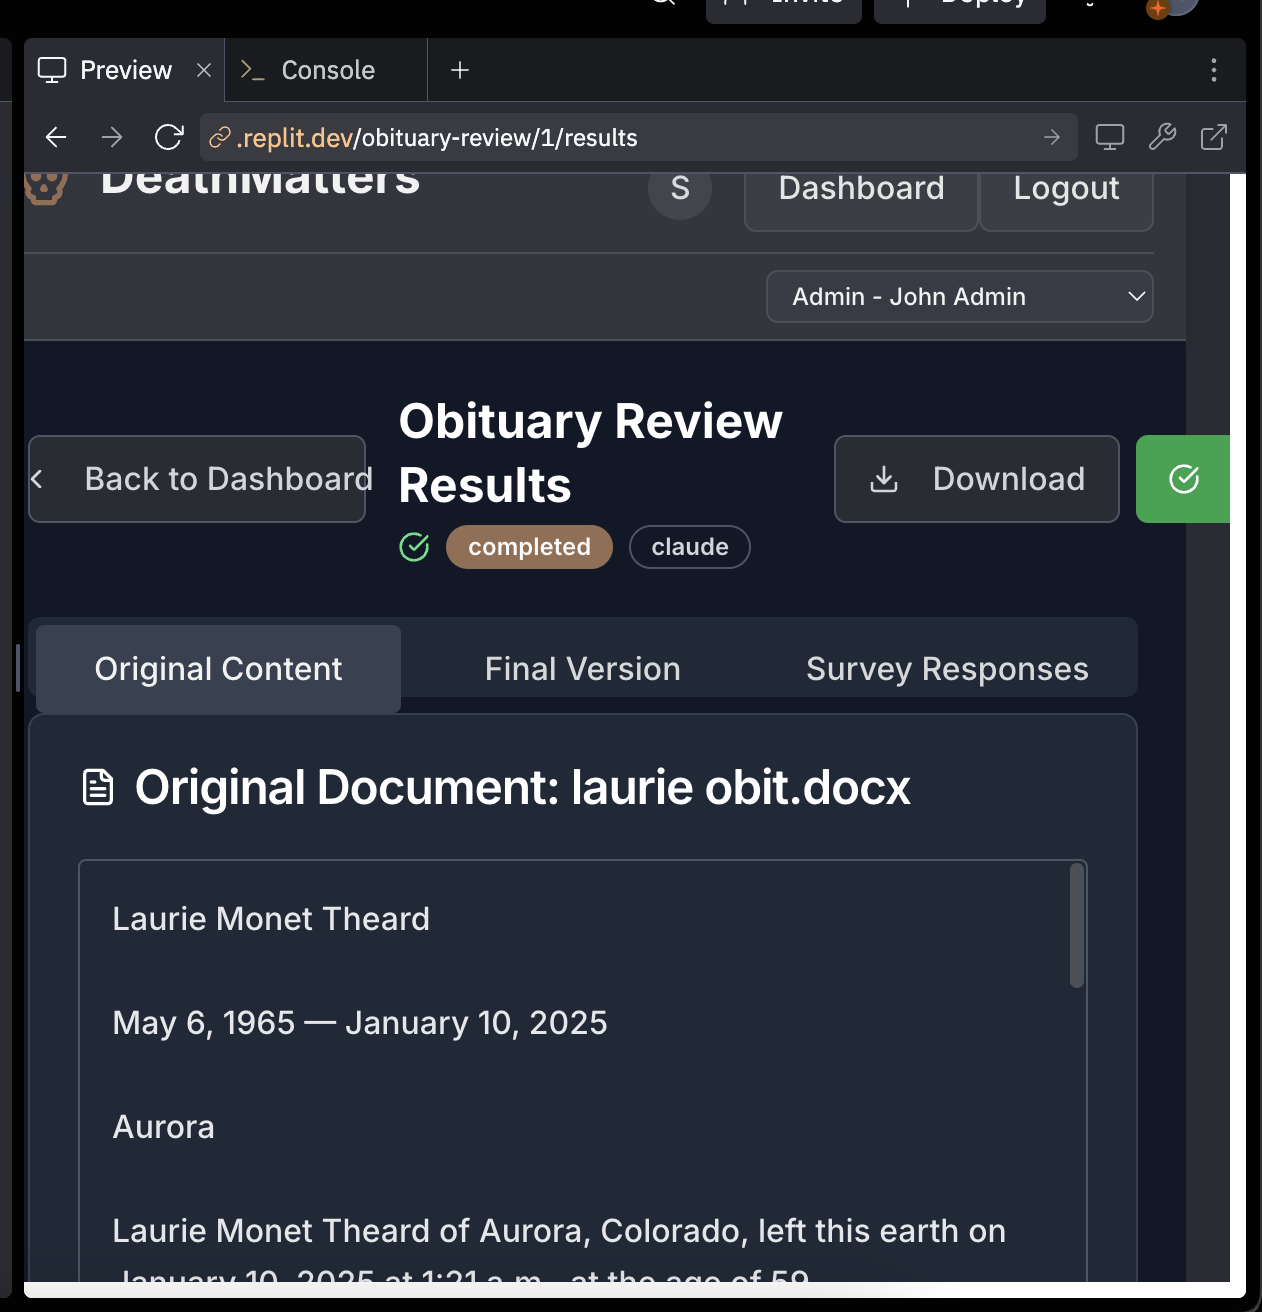 Invite
Deploy
Preview
Console
.replit.dev/obituary-review/1/results
DeathMatters
S
Dashboard
Logout
Admin - John Admin
Back to Dashboard
Obituary Review
Results
Download
completed
claude
Original Content
Final Version
Survey Responses
Original Document: laurie obit.docx
Laurie Monet Theard
May 6, 1965 — January 10, 2025
Aurora
Laurie Monet Theard of Aurora, Colorado, left this earth on
January 10, 2025 at 1:21 a.m., at the age of 59